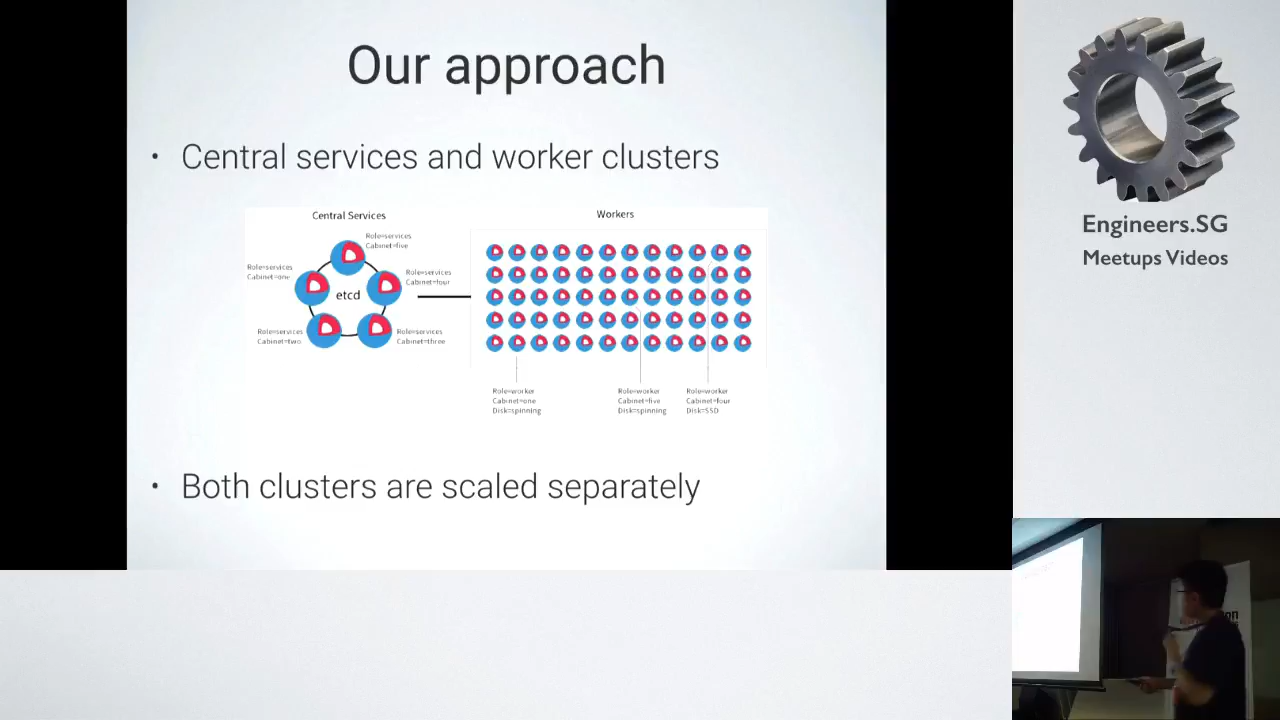 Our approach
• Central services and worker clusters
Central Services
Workers
Role=services
Cabinet=five
Role=services
Cabinet=one
Role=services
Cabinet=four
etcd
Role=services
Cabinet=two
Role=services
Cabinet=three
Role=worker
Cabinet=one
Disk=spinning
Role=worker
Cabinet=five
Disk=spinning
Role=worker
Cabinet=four
Disk=SSD
• Both clusters are scaled separately
Engineers.SG
Meetups Videos